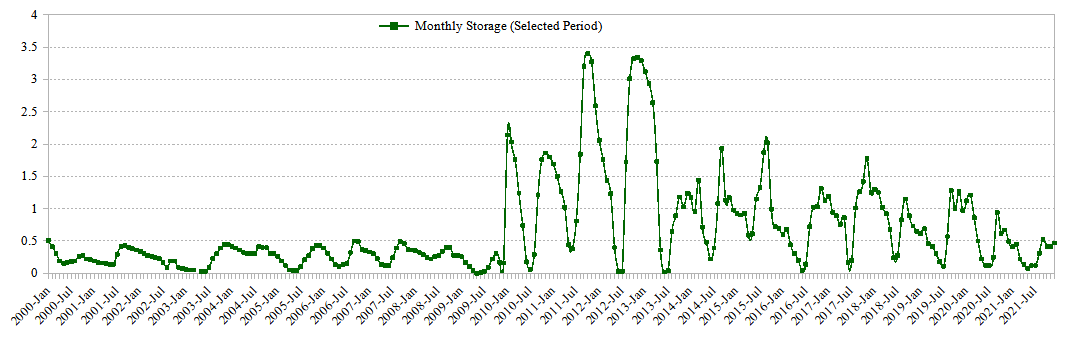 4
Monthly Storage (Selected Period)
3.5
3
2.5
2
1.5
1
0.5
0
2000-Jan
2000-Jul
2001-Jan
2001-Jul
2002-Jan
2002-Jul
2003-Jan
2003-Jul
2004-Jan
2004-Jul
2005-Jan
2005-Jul
2006-Jan
2006-Jul
2007-Jan
2007-Jul
2008-Jan
2008-Jul
2009-Jan
2009-Jul
2010-Jan
2010-Jul
2011-Jan
2011-Jul
2012-Jan
2012-Jul
2013-Jan
2013-Jul
2014-Jan
2014-Jul
2015-Jan
2015-Jul
2016-Jan
2016-Jul
2017-Jan
2017-Jul
2018-Jan
2018-Jul
2019-Jan
2019-Jul
2020-Jan
2020-Jul
2021-Jan
2021-Jul